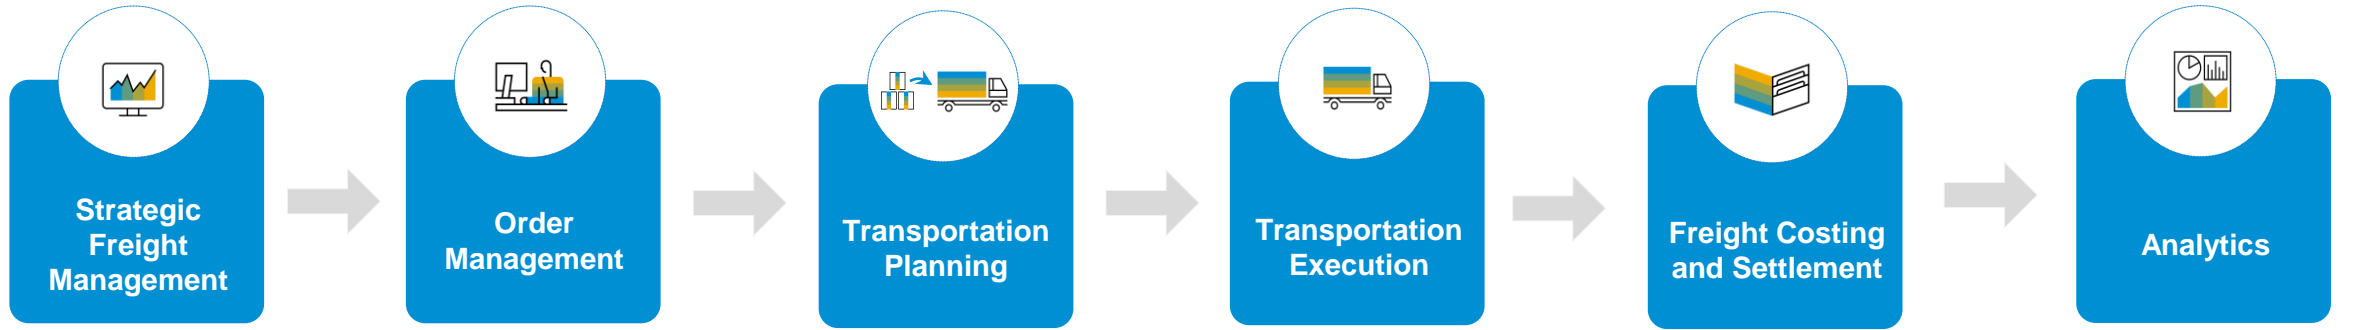 Strategic
Freight
Management
Order
Management
Transportation
Planning
Transportation
Execution
Freight Costing
and Settlement
Analytics